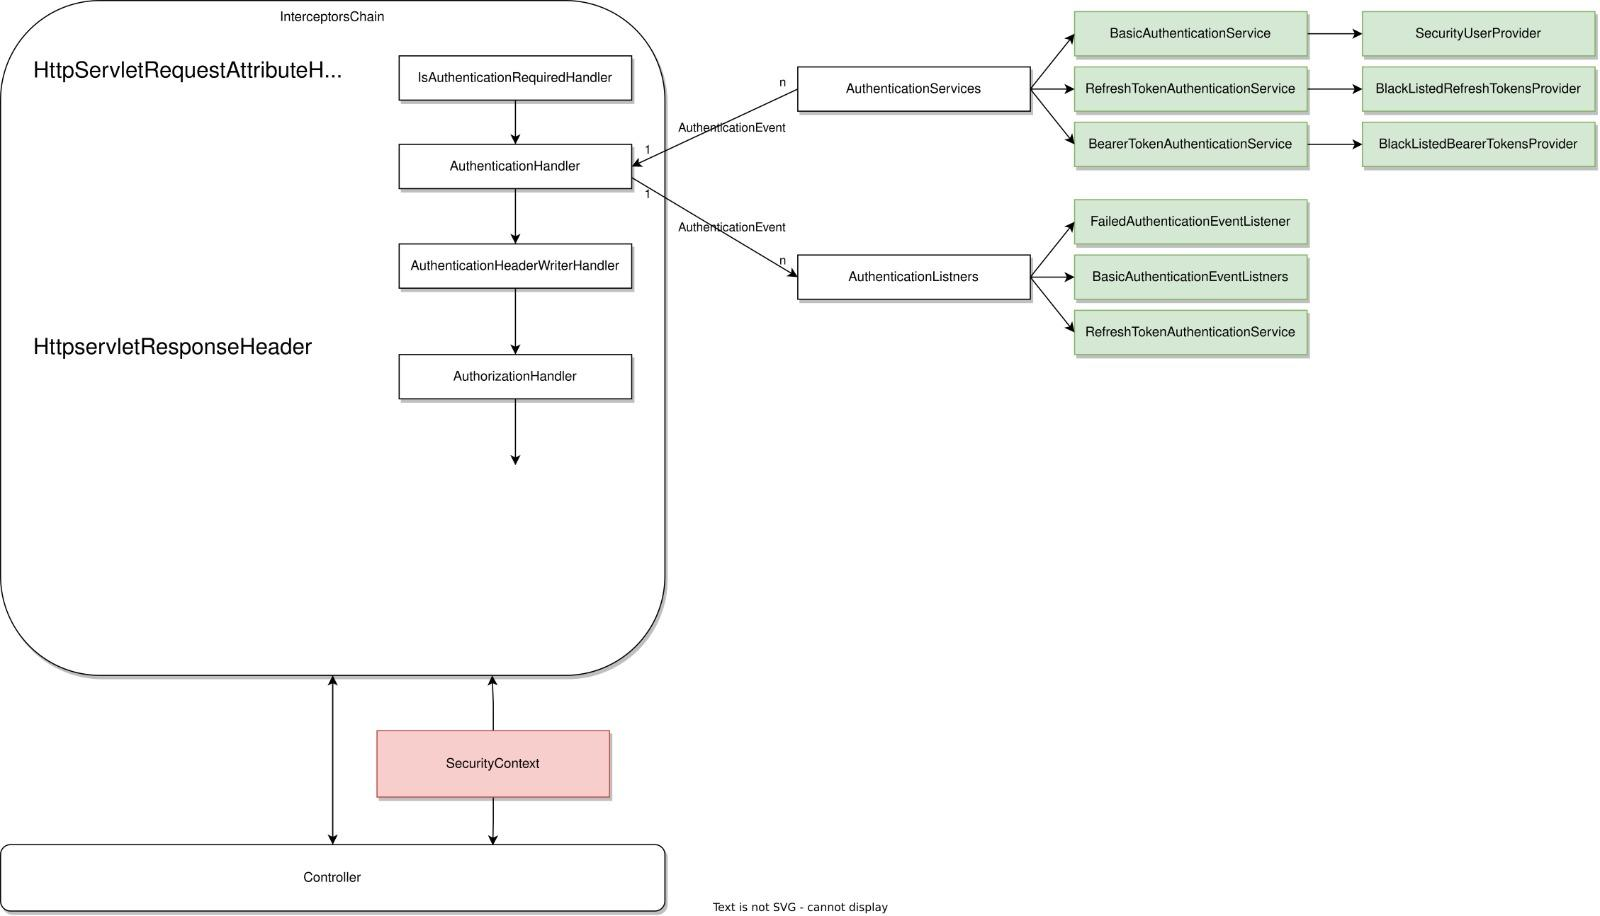 InterceptorsChain
HttpServletRequestAttributeH...
IsAuthenticationRequiredHandler
AuthenticationHandler
AuthenticationHeaderWriterHandler
HttpservletResponseHeader
AuthorizationHandler
n
AuthenticationEvent
1
1
AuthenticationEvent
n
AuthenticationServices
AuthenticationListners
BasicAuthenticationService
SecurityUserProvider
RefreshTokenAuthenticationService
BlackListedRefreshTokensProvider
BearerTokenAuthenticationService
BlackListedBearerTokensProvider
FailedAuthenticationEventListener
BasicAuthenticationEventListners
RefreshTokenAuthenticationService
SecurityContext
Controller
Text is not SVG - cannot display